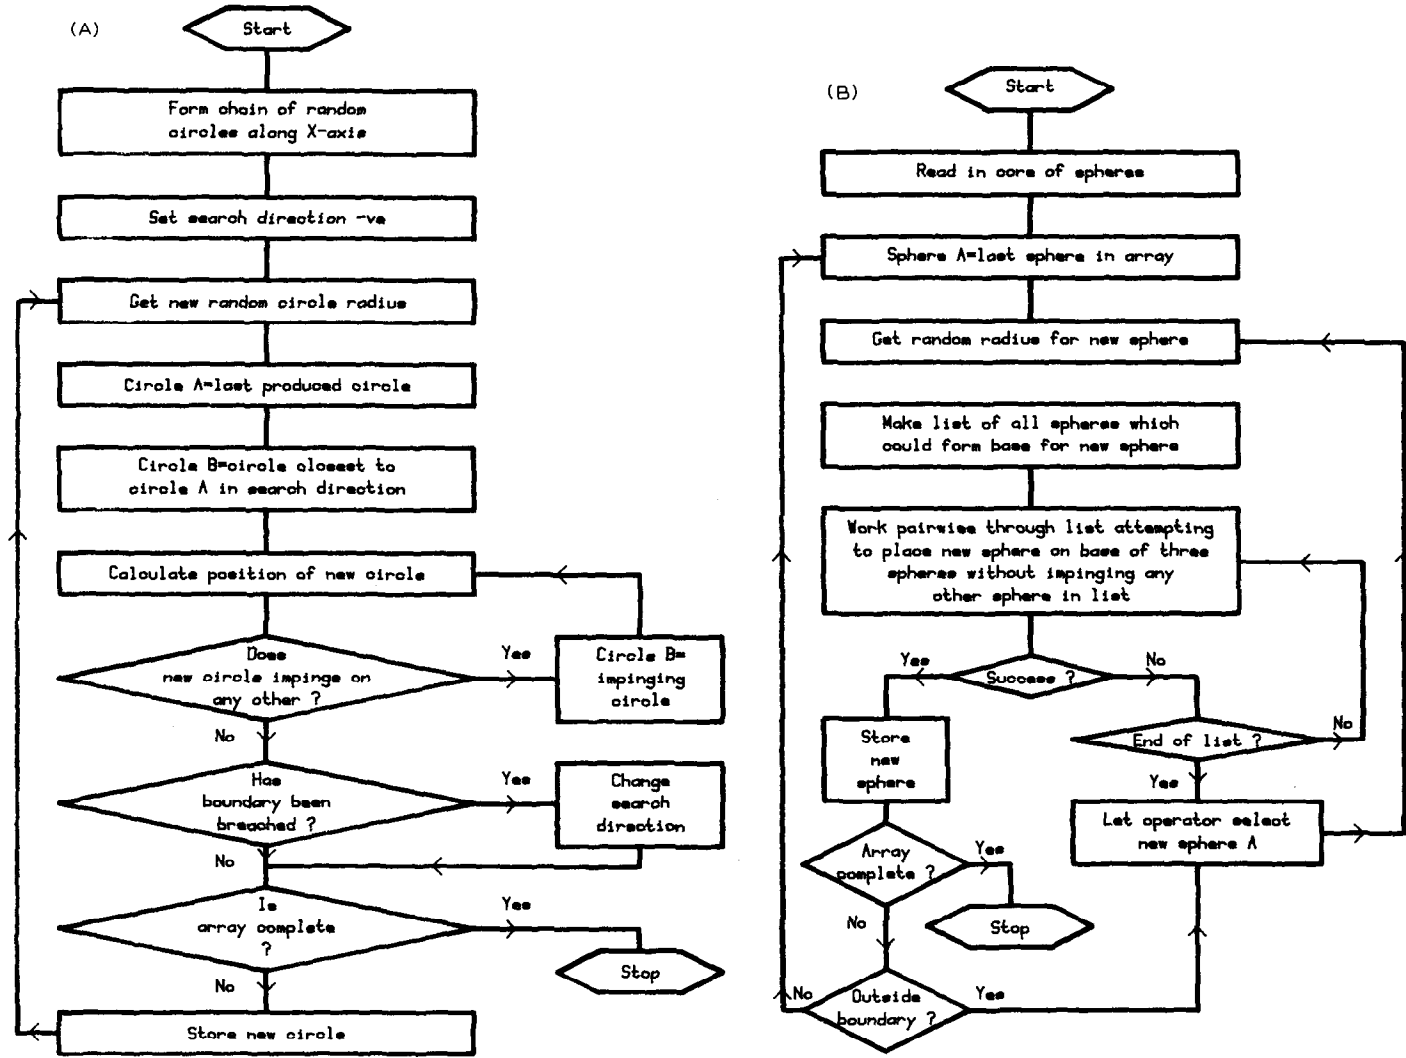 (A)
Start
Form chain of random
circles along X-axis
Set search direction -ve
Get new random circle radius
Circle A=last produced circle
Circle B=circle closest to
circle A in search direction
Calculate position of new circle
Does
new circle impinge on
any other ?
Yes
Circle B=
impinging
circle
No
Has
boundary been
breached ?
Yes
Change
search
direction
No
Is
array complete
?
Yes
Stop
No
Store new circle
(B)
Start
Read in core of spheres
Sphere A=last sphere in array
Get random radius for new sphere
Make list of all spheres which
could form base for new sphere
Work pairwise through list attempting
to place new sphere on base of three
spheres without impinging any
other sphere in list
Yes
Success ?
No
Store
new
sphere
End of list ?
No
Yes
Let operator select
new sphere A
Array
complete ?
Yes
Stop
No
No
Outside
boundary ?
Yes